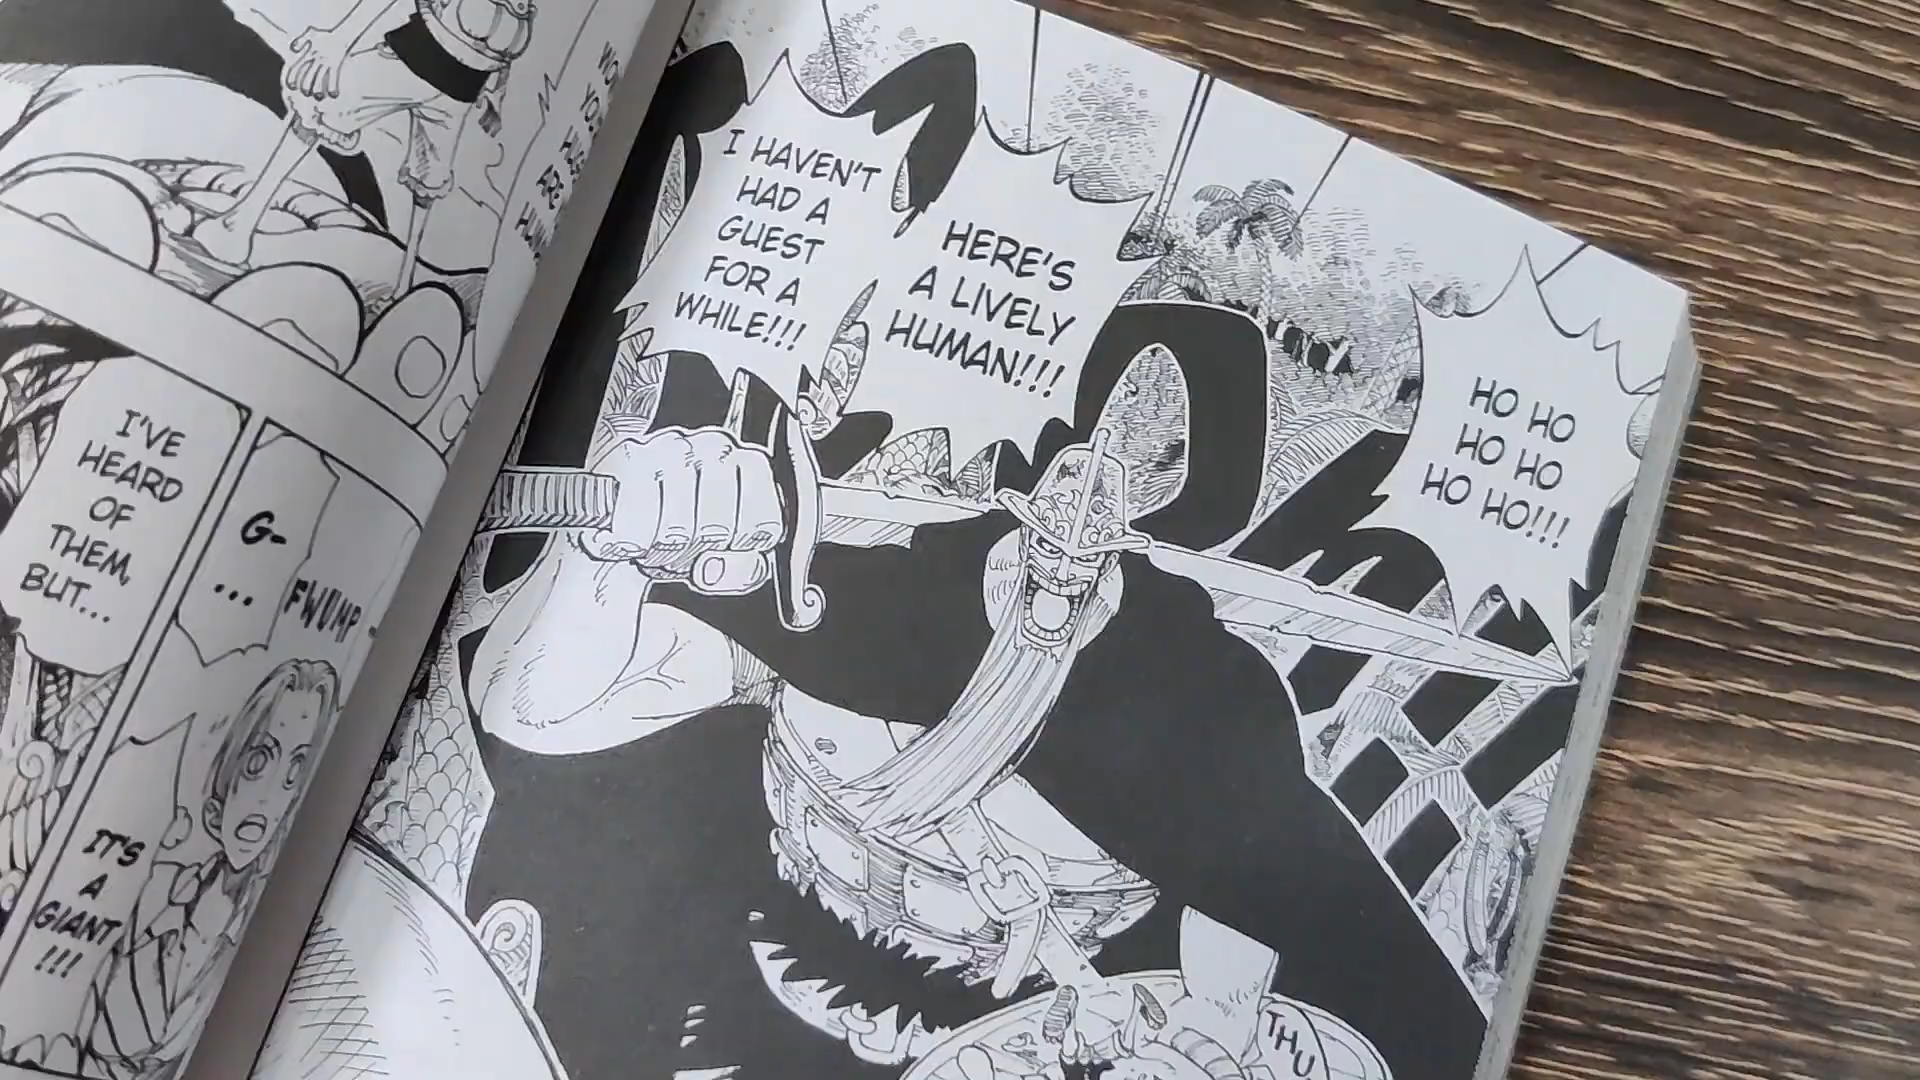 HO HO
HO HO
HO HO!!!
HERE'S
A LIVELY
HUMAN!!!
I HAVEN'T
HAD A
GUEST
FOR A
WHILE!!!
THU
FWUMP
G-
...
IT'S
A
GIANT
!!!
I'VE
HEARD
OF
THEM,
BUT...